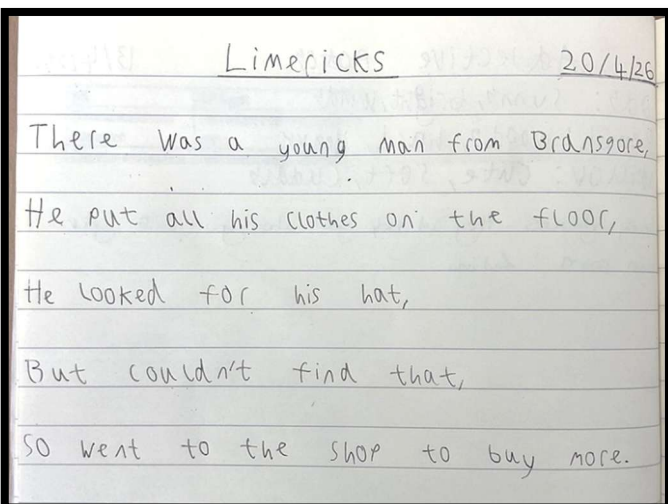 Limericks 20/4/26
There was a young man from Bransgore,
He put all his clothes on the floor,
He looked for his hat,
But couldn't find that,
So went to the shop to buy more.